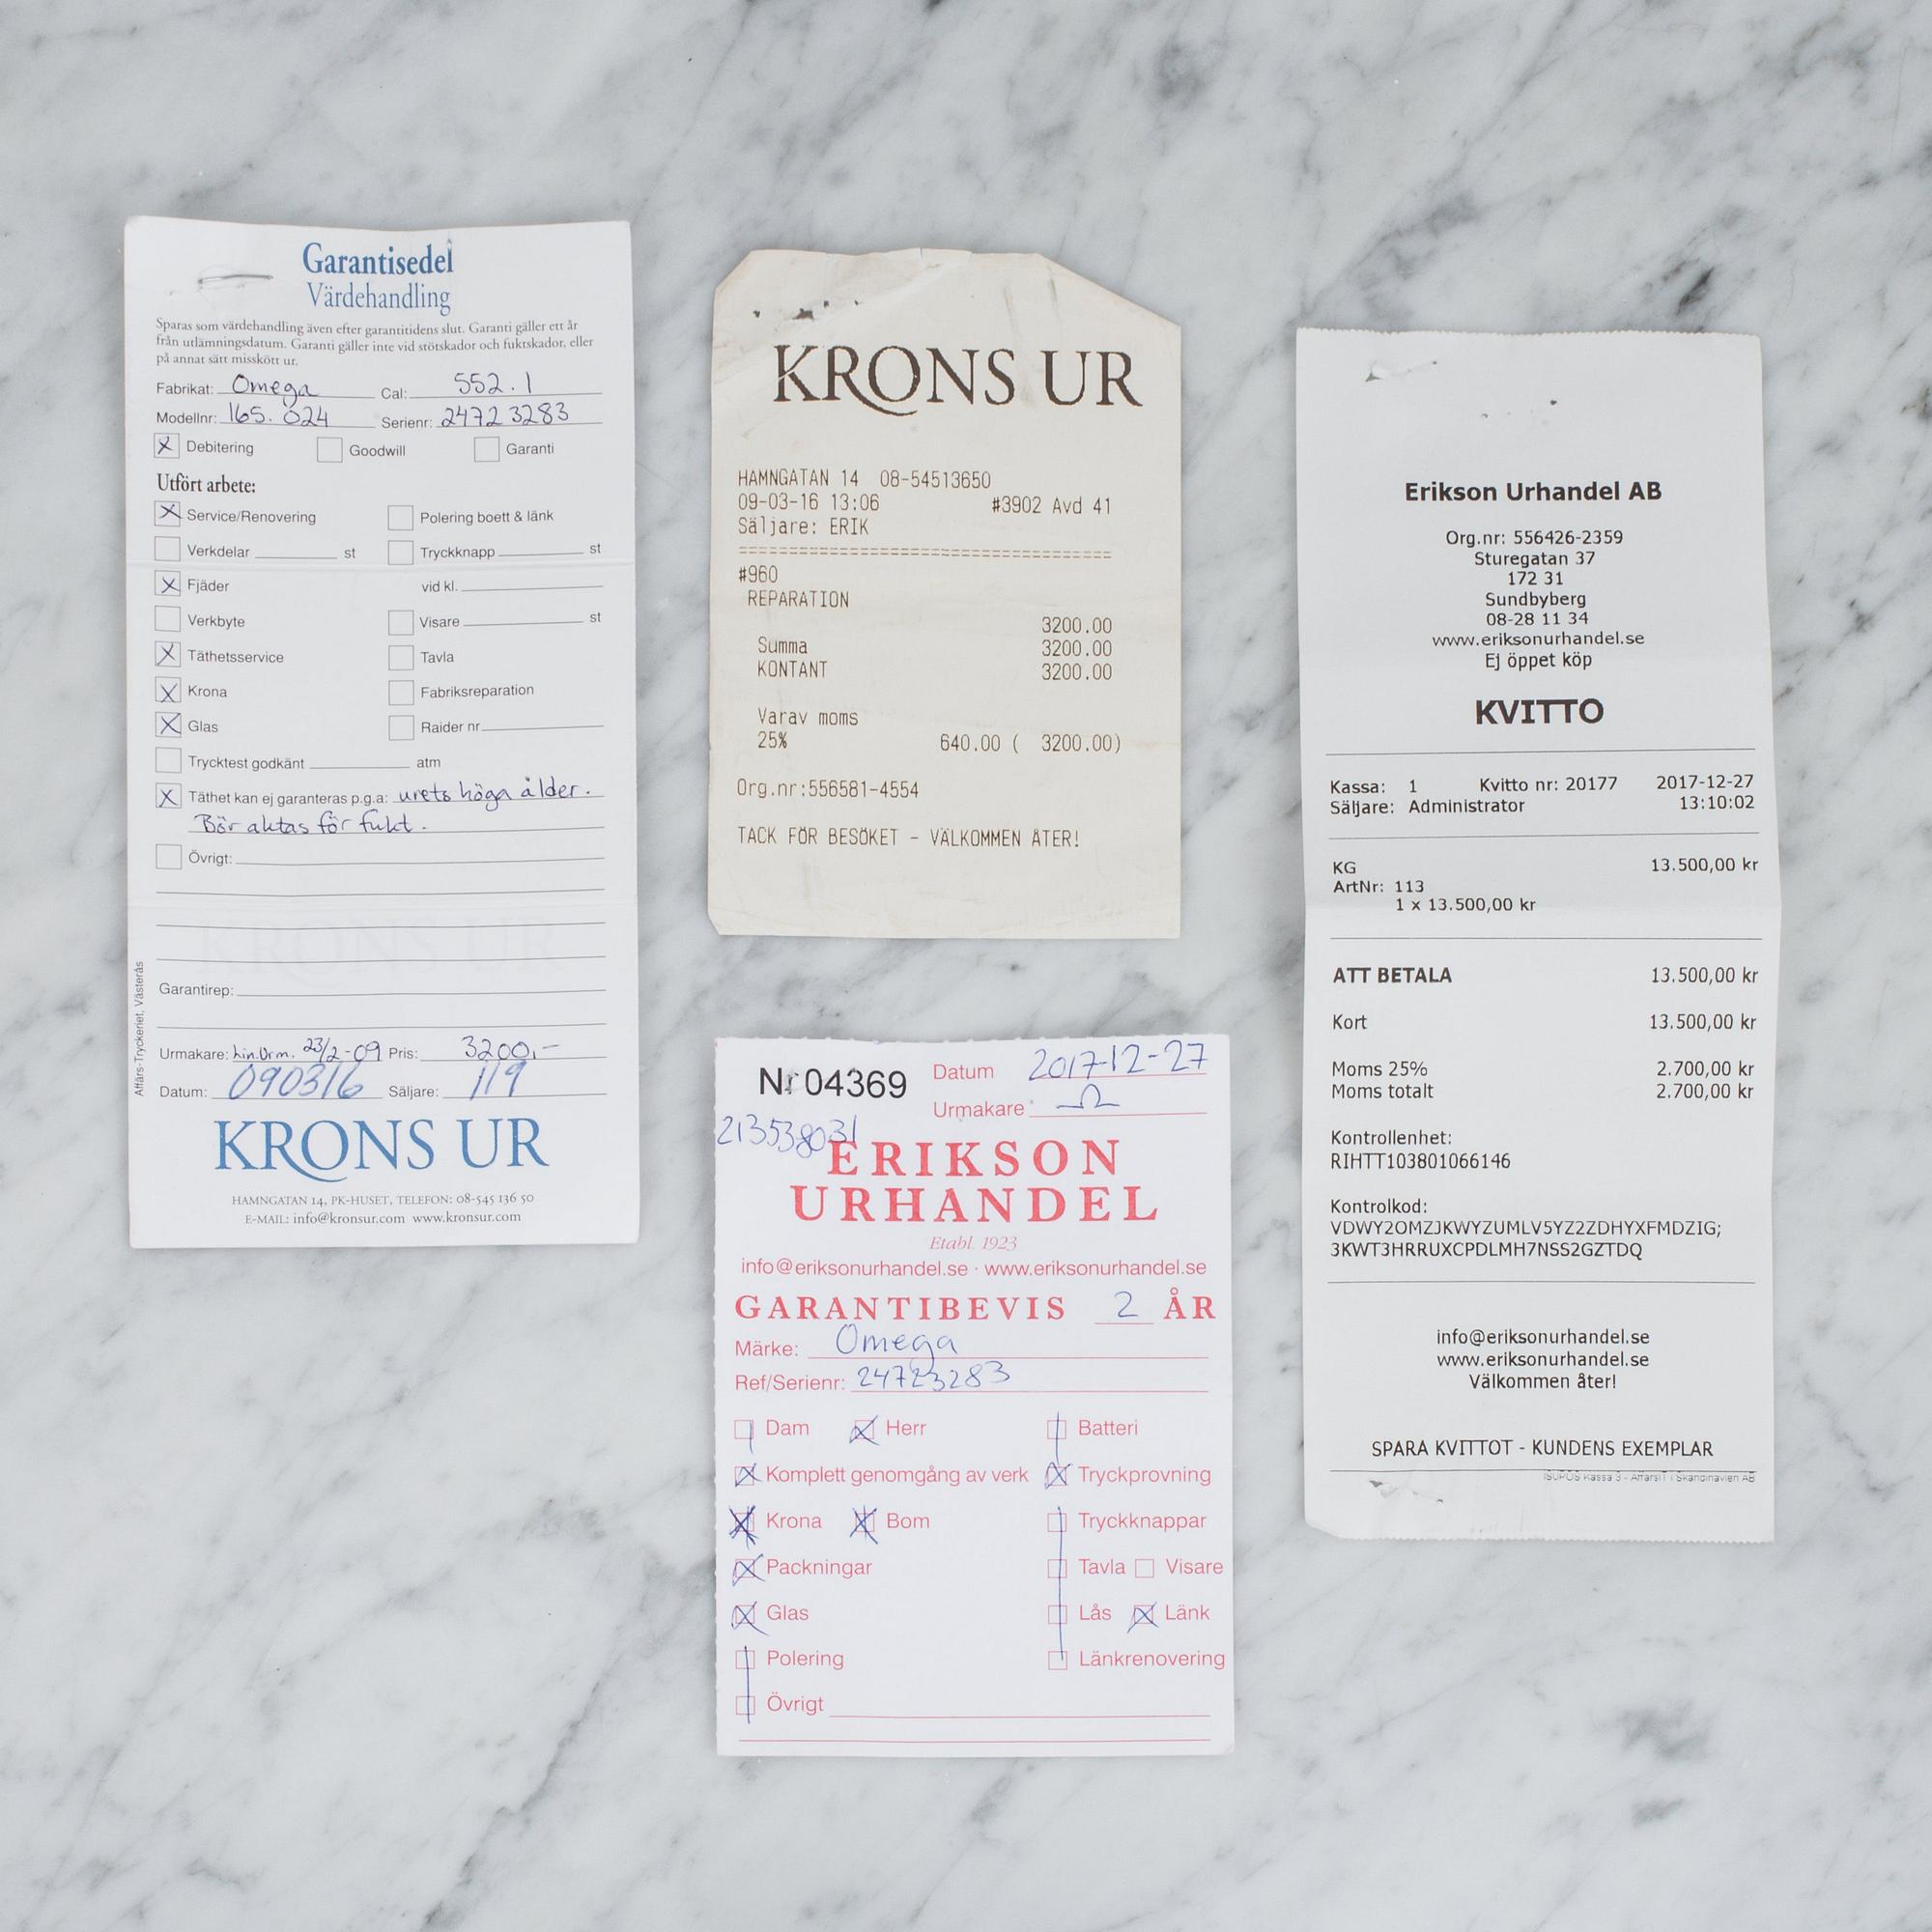 Garantisedel
Värdehandling
Sparas som värdehandling även efter garantitidens slut. Garanti gäller ett år
från utlämningsdatum. Garanti gäller inte vid stötskador och fuktskador, eller
på annat sätt misskött ur.
Fabrikat: Omega Cal: 552.1
Modellnr: 165.024 Serienr: 24723283
Debitering Goodwill Garanti
Utfört arbete:
Service/Renovering Polering boett & länk
Verkdelar st Tryckknapp st
Fjäder vid kl.
Verkbyte Visare st
Täthetsservice Tavla
Krona Fabriksreparation
Glas Raider nr
Trycktest godkänt atm
Täthet kan ej garanteras p.g.a: urets höga ålder.
Bör aktas för fukt.
Övrigt:
KRONS UR
Garantirep:
Urmakare: Lin.Urm. 23/2-09 Pris: 3200,-
Datum: 090316 Säljare: 119
Affärs-Tryckeriet, Västerås
KRONS UR
HAMNGATAN 14, PK-HUSET, TELEFON: 08-545 136 50
E-MAIL: info@kronsur.com www.kronsur.com
KRONS UR
HAMNGATAN 14 08-54513650
09-03-16 13:06 #3902 Avd 41
Säljare: ERIK
#960
REPARATION
3200.00
Summa 3200.00
KONTANT 3200.00
Varav moms
25% 640.00 ( 3200.00)
Org.nr:556581-4554
TACK FÖR BESÖKET - VÄLKOMMEN ÅTER!
Nr 04369 Datum 2017-12-27
Urmakare Ω
213538031
ERIKSON
URHANDEL
Etabl. 1923
info@eriksonurhandel.se · www.eriksonurhandel.se
GARANTIBEVIS 2 ÅR
Märke: Omega
Ref/Serienr: 24723283
Dam Herr Batteri
Komplett genomgång av verk Tryckprovning
Krona Bom Tryckknappar
Packningar Tavla Visare
Glas Lås Länk
Polering Länkrenovering
Övrigt
Erikson Urhandel AB
Org.nr: 556426-2359
Sturegatan 37
172 31
Sundbyberg
08-28 11 34
www.eriksonurhandel.se
Ej öppet köp
KVITTO
Kassa: 1 Kvitto nr: 20177 2017-12-27
Säljare: Administrator 13:10:02
KG 13.500,00 kr
ArtNr: 113
1 x 13.500,00 kr
ATT BETALA 13.500,00 kr
Kort 13.500,00 kr
Moms 25% 2.700,00 kr
Moms totalt 2.700,00 kr
Kontrollenhet:
RIHTT103801066146
Kontrolkod:
VDWY2OMZJKWYZUMLV5YZ2ZDHYXFMDZIG;
3KWT3HRRUXCPDLMH7NSS2GZTDQ
info@eriksonurhandel.se
www.eriksonurhandel.se
Välkommen åter!
SPARA KVITTOT - KUNDENS EXEMPLAR
Kassa 3 - AffärsIT i Skandinavien AB